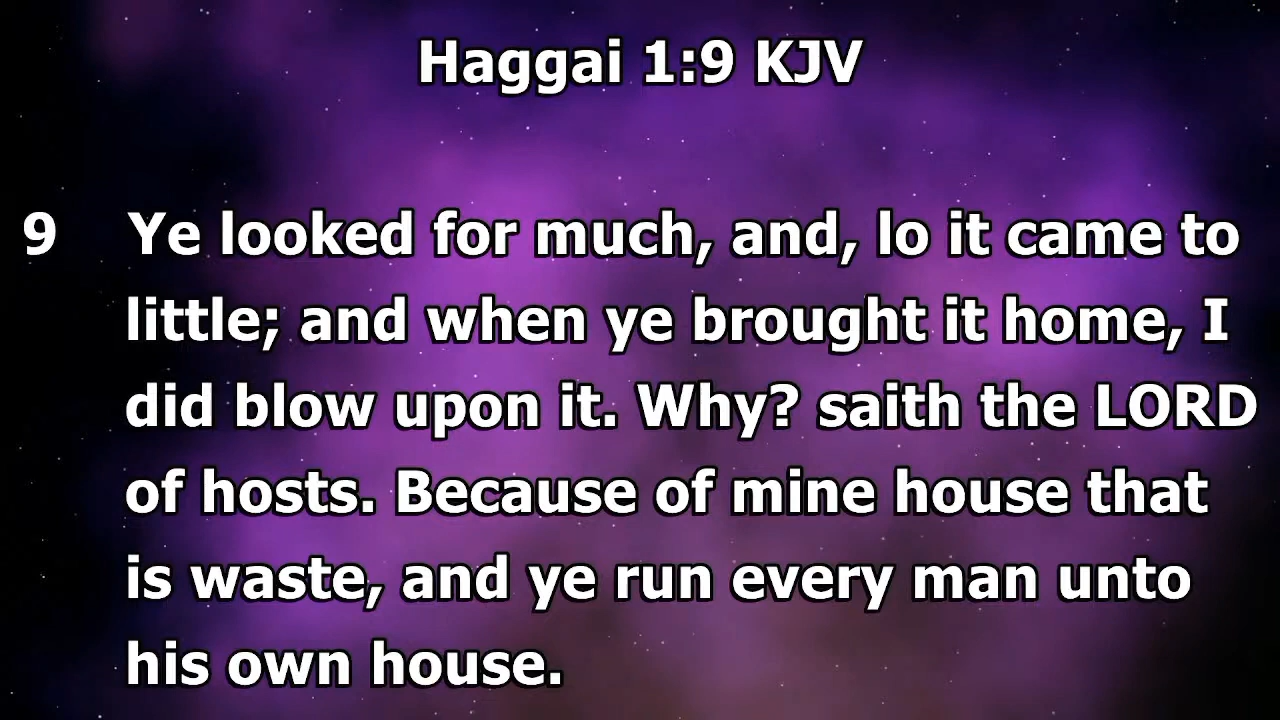 Haggai 1:9 KJV
9 Ye looked for much, and, lo it came to
little; and when ye brought it home, I
did blow upon it. Why? saith the LORD
of hosts. Because of mine house that
is waste, and ye run every man unto
his own house.